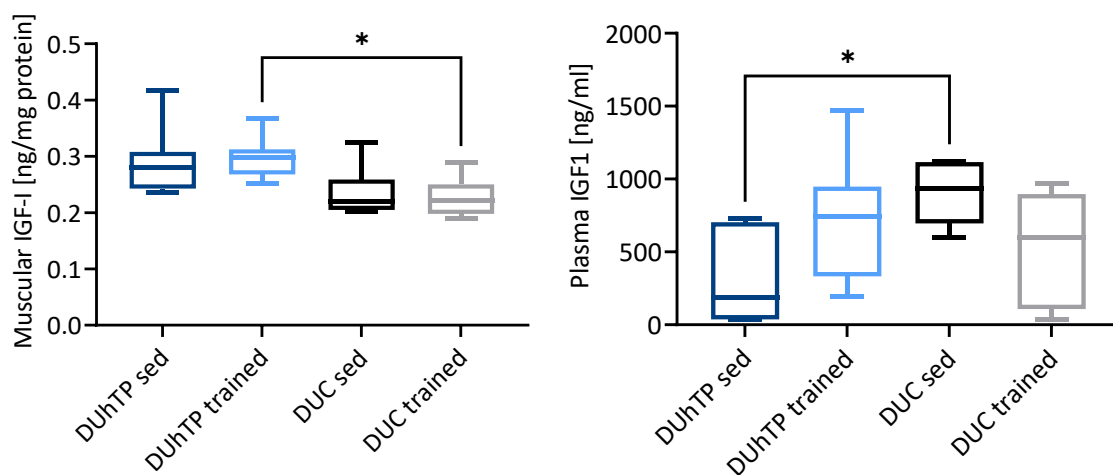 Muscular IGF-I [ng/mg protein]
0.5
0.4
0.3
0.2
0.1
0.0
*
DUhTP sed
DUhTP trained
DUC sed
DUC trained
Plasma IGF1 [ng/ml]
2000
1500
1000
500
0
*
DUhTP sed
DUhTP trained
DUC sed
DUC trained